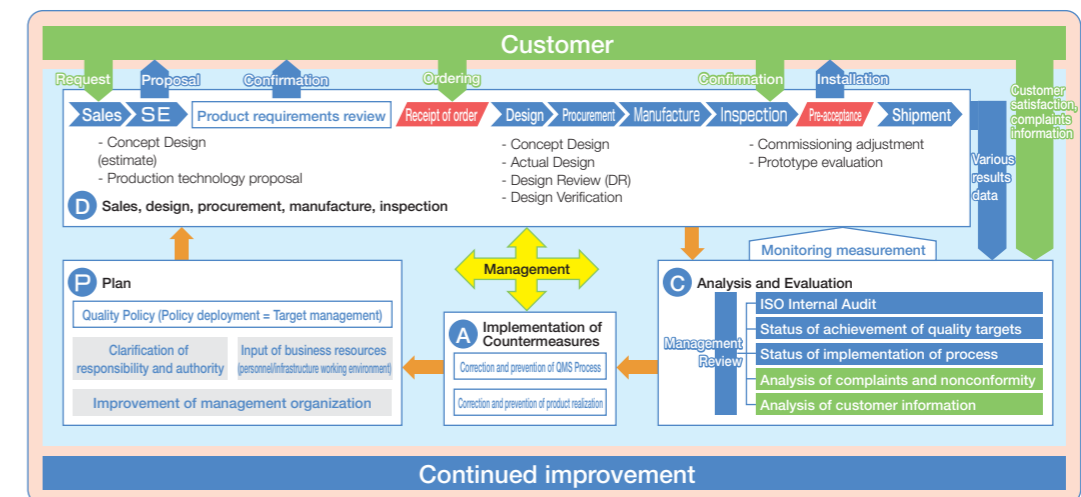 Customer
Request
Proposal
Confirmation
Ordering
Confirmation
Installation
Customer
satisfaction,
complaints
information
Sales
SE
Product requirements review
Receipt of order
Design
Procurement
Manufacture
Inspection
Pre-acceptance
Shipment
- Concept Design
(estimate)
- Production technology proposal
- Concept Design
- Actual Design
- Design Review (DR)
- Design Verification
- Commissioning adjustment
- Prototype evaluation
Various
results
data
D Sales, design, procurement, manufacture, inspection
Management
Monitoring measurement
P Plan
Quality Policy (Policy deployment = Target management)
Clarification of
responsibility and authority
Input of business resources
(personnel/infrastructure working environment)
Improvement of management organization
A Implementation of
Countermeasures
Correction and prevention of QMS Process
Correction and prevention of product realization
C Analysis and Evaluation
Management
Review
ISO Internal Audit
Status of achievement of quality targets
Status of implementation of process
Analysis of complaints and nonconformity
Analysis of customer information
Continued improvement